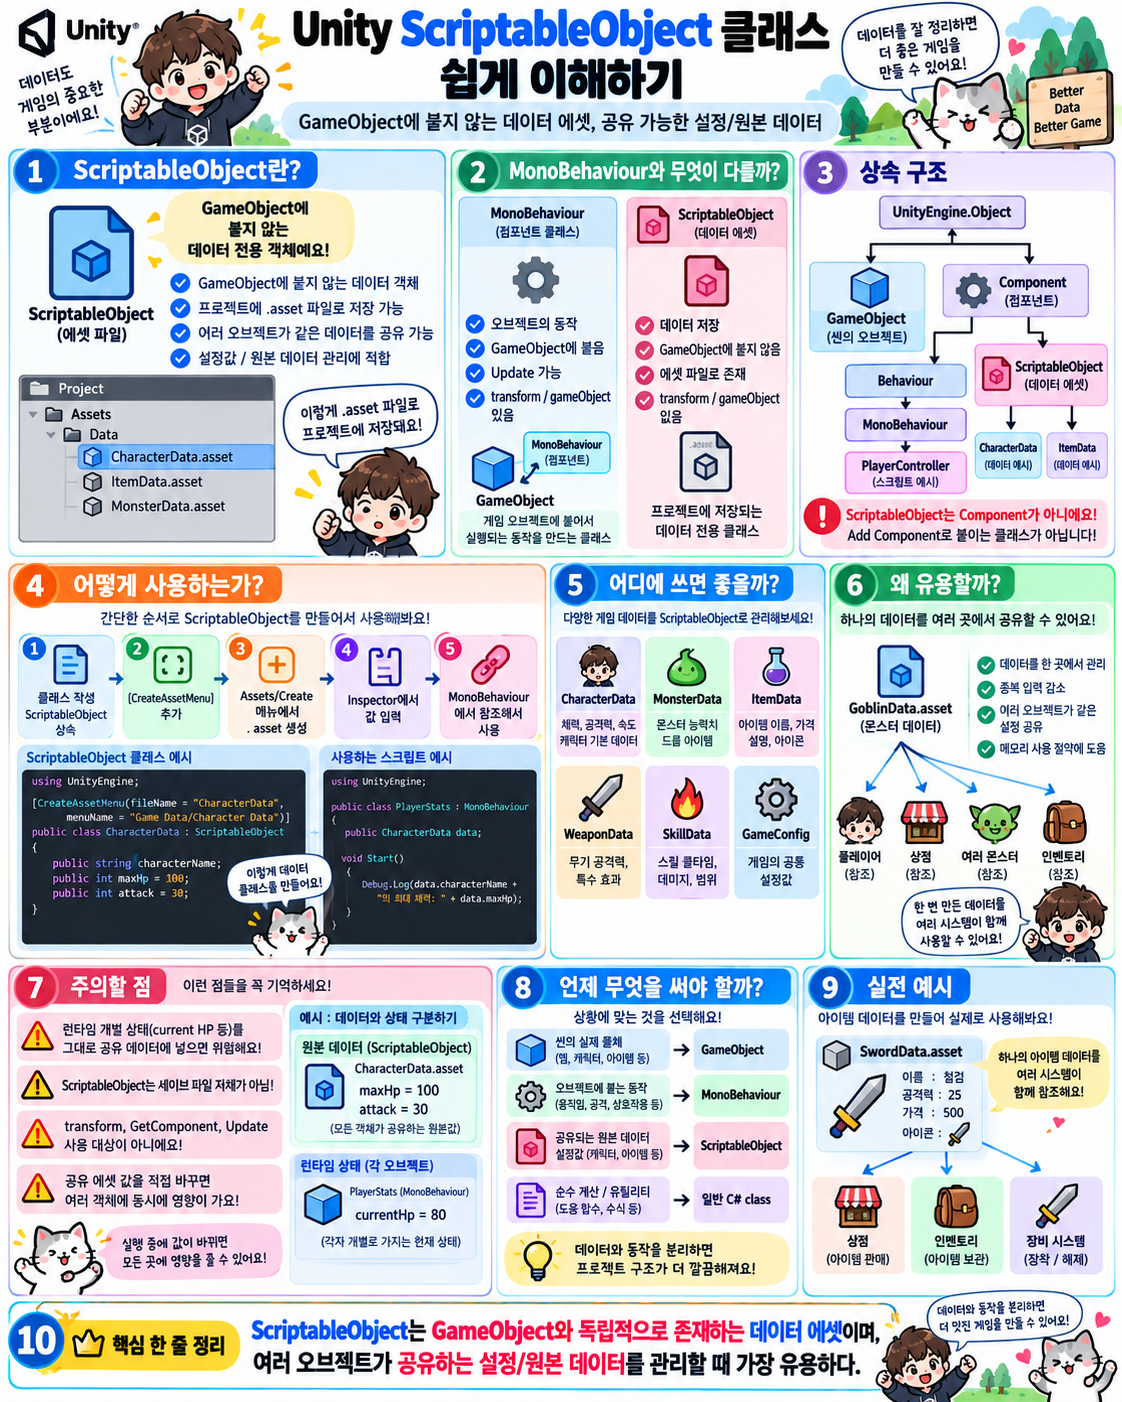 Unity®
데이터도
게임의 중요한
부분이에요!
Unity ScriptableObject 클래스
쉽게 이해하기
GameObject에 붙지 않는 데이터 에셋, 공유 가능한 설정/원본 데이터
데이터를 잘 정리하면
더 좋은 게임을
만들 수 있어요!
Better
Data
Better Game
1 ScriptableObject란?
GameObject에
붙지 않는
데이터 전용 객체예요!
ScriptableObject
(에셋 파일)
GameObject에 붙지 않는 데이터 객체
프로젝트에 .asset 파일로 저장 가능
여러 오브젝트가 같은 데이터를 공유 가능
설정값 / 원본 데이터 관리에 적합
Project
Assets
Data
CharacterData.asset
ItemData.asset
MonsterData.asset
이렇게 .asset 파일로
프로젝트에 저장돼요!
2 MonoBehaviour와 무엇이 다를까?
MonoBehaviour
(컴포넌트 클래스)
오브젝트의 동작
GameObject에 붙음
Update 가능
transform / gameObject
있음
MonoBehaviour
(컴포넌트)
GameObject
게임 오브젝트에 붙어서
실행되는 동작을 만드는 클래스
ScriptableObject
(데이터 에셋)
데이터 저장
GameObject에 붙지 않음
에셋 파일로 존재
transform / gameObject
없음
.asset
프로젝트에 저장되는
데이터 전용 클래스
3 상속 구조
UnityEngine.Object
GameObject
(씬의 오브젝트)
Component
(컴포넌트)
Behaviour
MonoBehaviour
PlayerController
(스크립트 예시)
ScriptableObject
(데이터 에셋)
CharacterData
(데이터 예시)
ItemData
(데이터 예시)
ScriptableObject는 Component가 아니에요!
Add Component로 붙이는 클래스가 아닙니다!
4 어떻게 사용하는가?
간단한 순서로 ScriptableObject를 만들어서 사용해봐요!
1
클래스 작성
ScriptableObject
상속
2
[CreateAssetMenu]
추가
3
Assets/Create
메뉴에서
. asset 생성
4
Inspector에서
값 입력
5
MonoBehaviour
에서 참조해서
사용
ScriptableObject 클래스 예시
using UnityEngine;
[CreateAssetMenu(fileName = "CharacterData",
menuName = "Game Data/Character Data")]
public class CharacterData : ScriptableObject
{
public string characterName;
public int maxHp = 100;
public int attack = 30;
}
이렇게 데이터
클래스를 만들어요!
사용하는 스크립트 예시
using UnityEngine;
public class PlayerStats : MonoBehaviour
{
public CharacterData data;
void Start()
{
Debug.Log(data.characterName +
"의 최대 체력: " + data.maxHp);
}
}
5 어디에 쓰면 좋을까?
다양한 게임 데이터를 ScriptableObject로 관리해보세요!
CharacterData
체력, 공격력, 속도
캐릭터 기본 데이터
MonsterData
몬스터 능력치
드롭 아이템
ItemData
아이템 이름, 가격
설명, 아이콘
WeaponData
무기 공격력,
특수 효과
SkillData
스킬 쿨타임,
데미지, 범위
GameConfig
게임의 공통
설정값
6 왜 유용할까?
하나의 데이터를 여러 곳에서 공유할 수 있어요!
GoblinData.asset
(몬스터 데이터)
데이터를 한 곳에서 관리
중복 입력 감소
여러 오브젝트가 같은
설정 공유
메모리 사용 절약에 도움
플레이어
(참조)
상점
(참조)
여러 몬스터
(참조)
인벤토리
(참조)
한 번 만든 데이터를
여러 시스템이 함께
사용할 수 있어요!
7 주의할 점
이런 점들을 꼭 기억하세요!
런타임 개별 상태(current HP 등)를
그대로 공유 데이터에 넣으면 위험해요!
ScriptableObject는 세이브 파일 자체가 아님!
transform, GetComponent, Update
사용 대상이 아니에요!
공유 에셋 값을 직접 바꾸면
여러 객체에 동시에 영향이 가요!
실행 중에 값이 바뀌면
모든 곳에 영향을 줄 수 있어요!
예시 : 데이터와 상태 구분하기
원본 데이터 (ScriptableObject)
CharacterData.asset
maxHp = 100
attack = 30
(모든 객체가 공유하는 원본값)
런타임 상태 (각 오브젝트)
PlayerStats (MonoBehaviour)
currentHp = 80
(각자 개별로 가지는 현재 상태)
8 언제 무엇을 써야 할까?
상황에 맞는 것을 선택해요!
씬의 실제 물체
(맵, 캐릭터, 아이템 등)
GameObject
오브젝트에 붙는 동작
(움직임, 공격, 상호작용 등)
MonoBehaviour
공유되는 원본 데이터
설정값 (캐릭터, 아이템 등)
ScriptableObject
순수 계산 / 유틸리티
(도움 함수, 수식 등)
일반 C# class
데이터와 동작을 분리하면
프로젝트 구조가 더 깔끔해져요!
9 실전 예시
아이템 데이터를 만들어 실제로 사용해봐요!
SwordData.asset
이름 : 철검
공격력 : 25
가격 : 500
아이콘 :
하나의 아이템 데이터를
여러 시스템이
함께 참조해요!
상점
(아이템 판매)
인벤토리
(아이템 보관)
장비 시스템
(장착 / 해제)
10 핵심 한 줄 정리
ScriptableObject는 GameObject와 독립적으로 존재하는 데이터 에셋이며,
여러 오브젝트가 공유하는 설정/원본 데이터를 관리할 때 가장 유용하다.
데이터와 동작을 분리하면
더 멋진 게임을 만들 수 있어요!